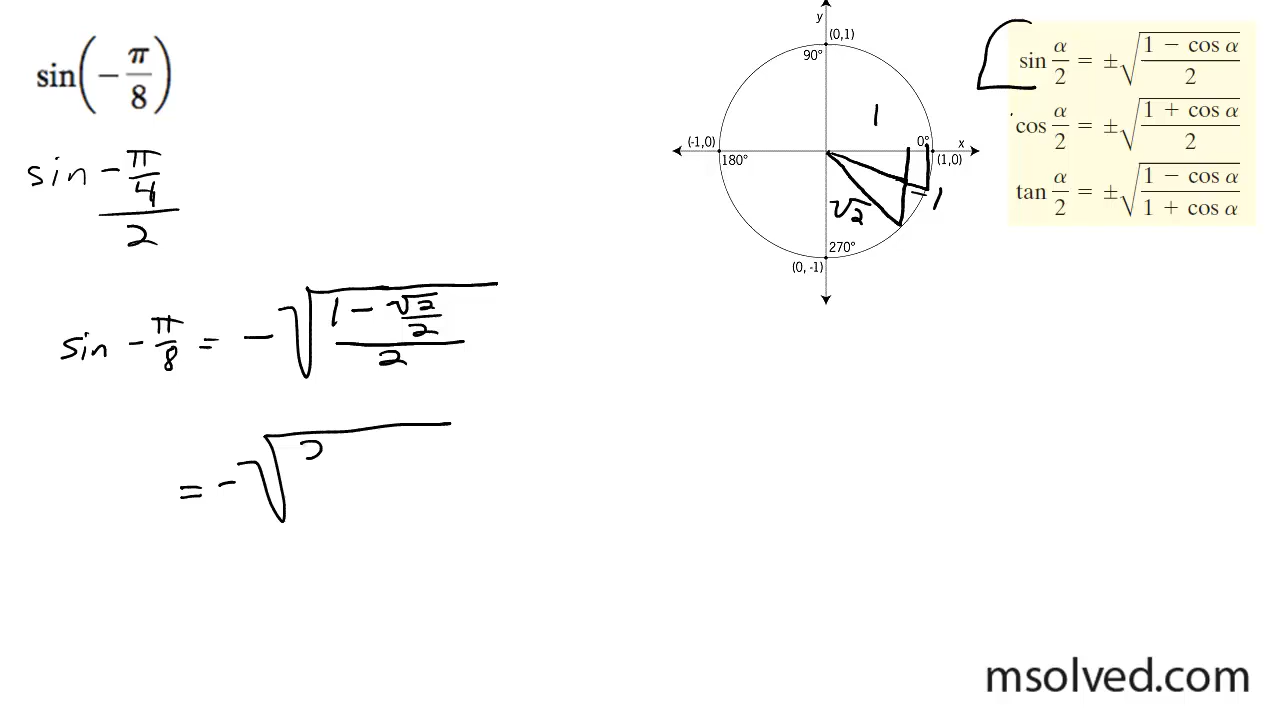 sin(−π/8)
sin (−π/4)/2
sin −π/8 = −√((1 − √2/2)/2)
= −√2
y
(0,1)
90°
1
(-1,0)
0°
x
180°
(1,0)
√2
= 1
270°
(0, -1)
sin α/2 = ±√((1 − cos α)/2)
cos α/2 = ±√((1 + cos α)/2)
tan α/2 = ±√((1 − cos α)/(1 + cos α))
msolved.com